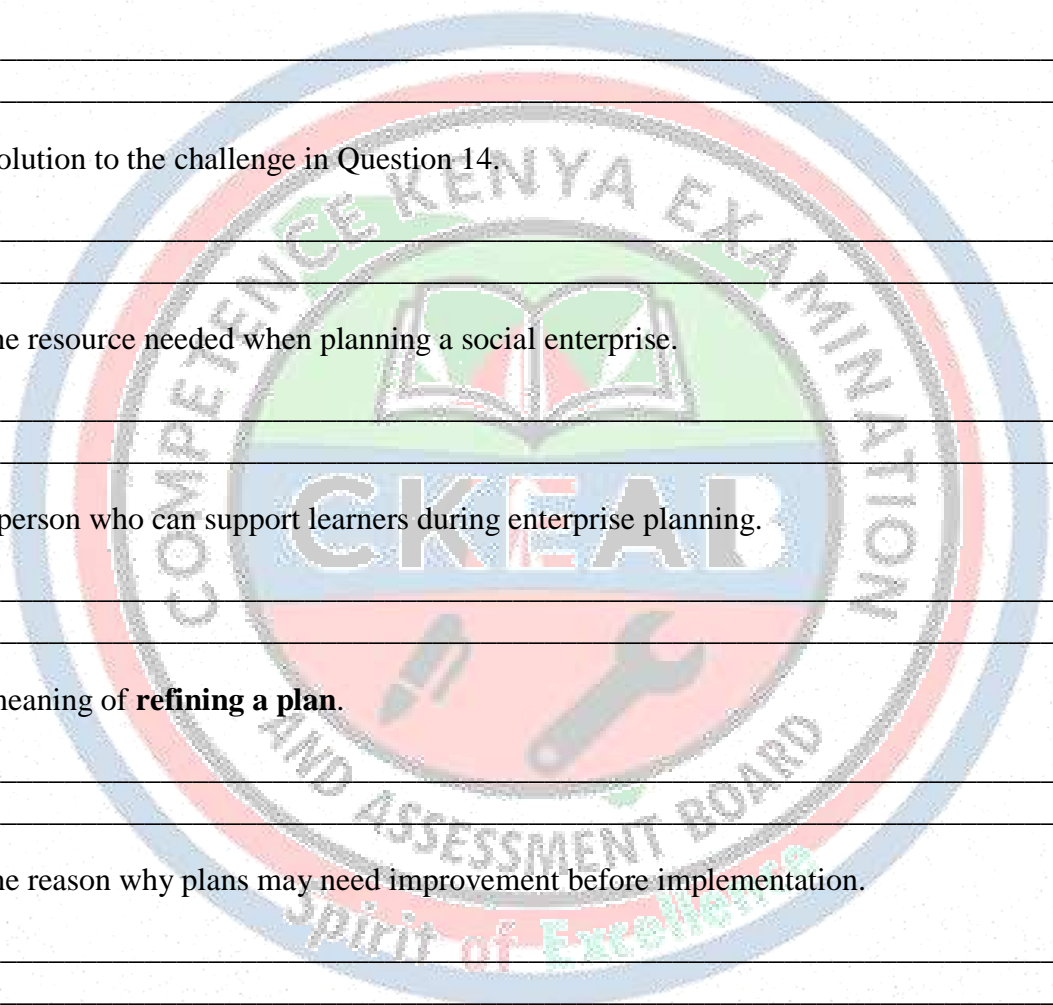 olution to the challenge in Question 14.
ne resource needed when planning a social enterprise.
person who can support learners during enterprise planning.
meaning of refining a plan.
ne reason why plans may need improvement before implementation.
COMPETENCE KENYA EXAMINATION
CKEAB
AND ASSESSMENT BOARD
Spirit of Excellence